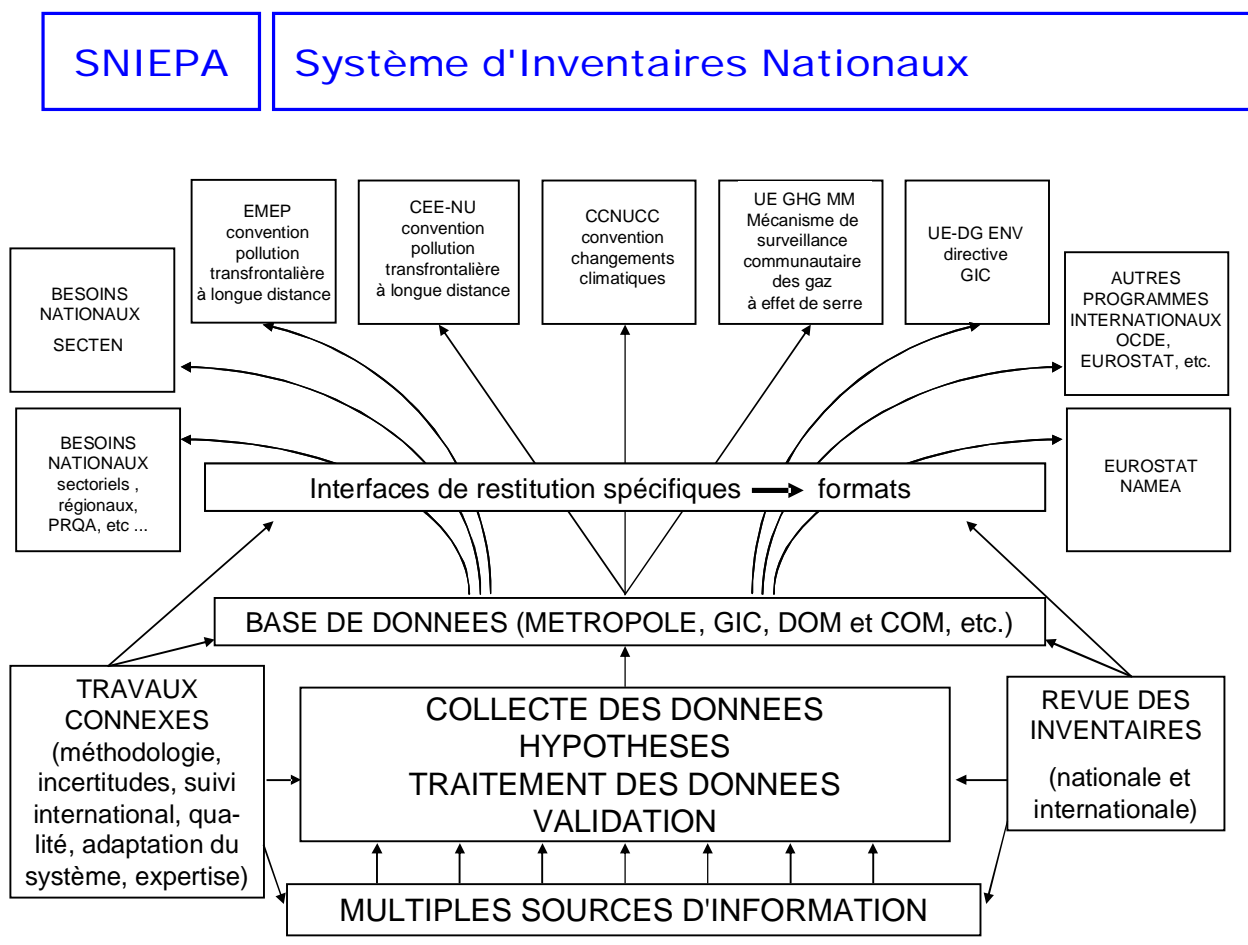 SNIEPA
Système d'Inventaires Nationaux
BESOINS
NATIONAUX
SECTEN
EMEP
convention
pollution
transfrontalière
à longue distance
CEE-NU
convention
pollution
transfrontalière
à longue distance
CCNUCC
convention
changements
climatiques
UE GHG MM
Mécanisme de
surveillance
communautaire
des gaz
à effet de serre
UE-DG ENV
directive
GIC
AUTRES
PROGRAMMES
INTERNATIONAUX
OCDE,
EUROSTAT, etc.
BESOINS
NATIONAUX
sectoriels ,
régionaux,
PRQA, etc ...
Interfaces de restitution spécifiques → formats
EUROSTAT
NAMEA
BASE DE DONNEES (METROPOLE, GIC, DOM et COM, etc.)
TRAVAUX
CONNEXES
(méthodologie,
incertitudes, suivi
international, qua-
lité, adaptation du
système, expertise)
COLLECTE DES DONNEES
HYPOTHESES
TRAITEMENT DES DONNEES
VALIDATION
REVUE DES
INVENTAIRES
(nationale et
internationale)
MULTIPLES SOURCES D'INFORMATION